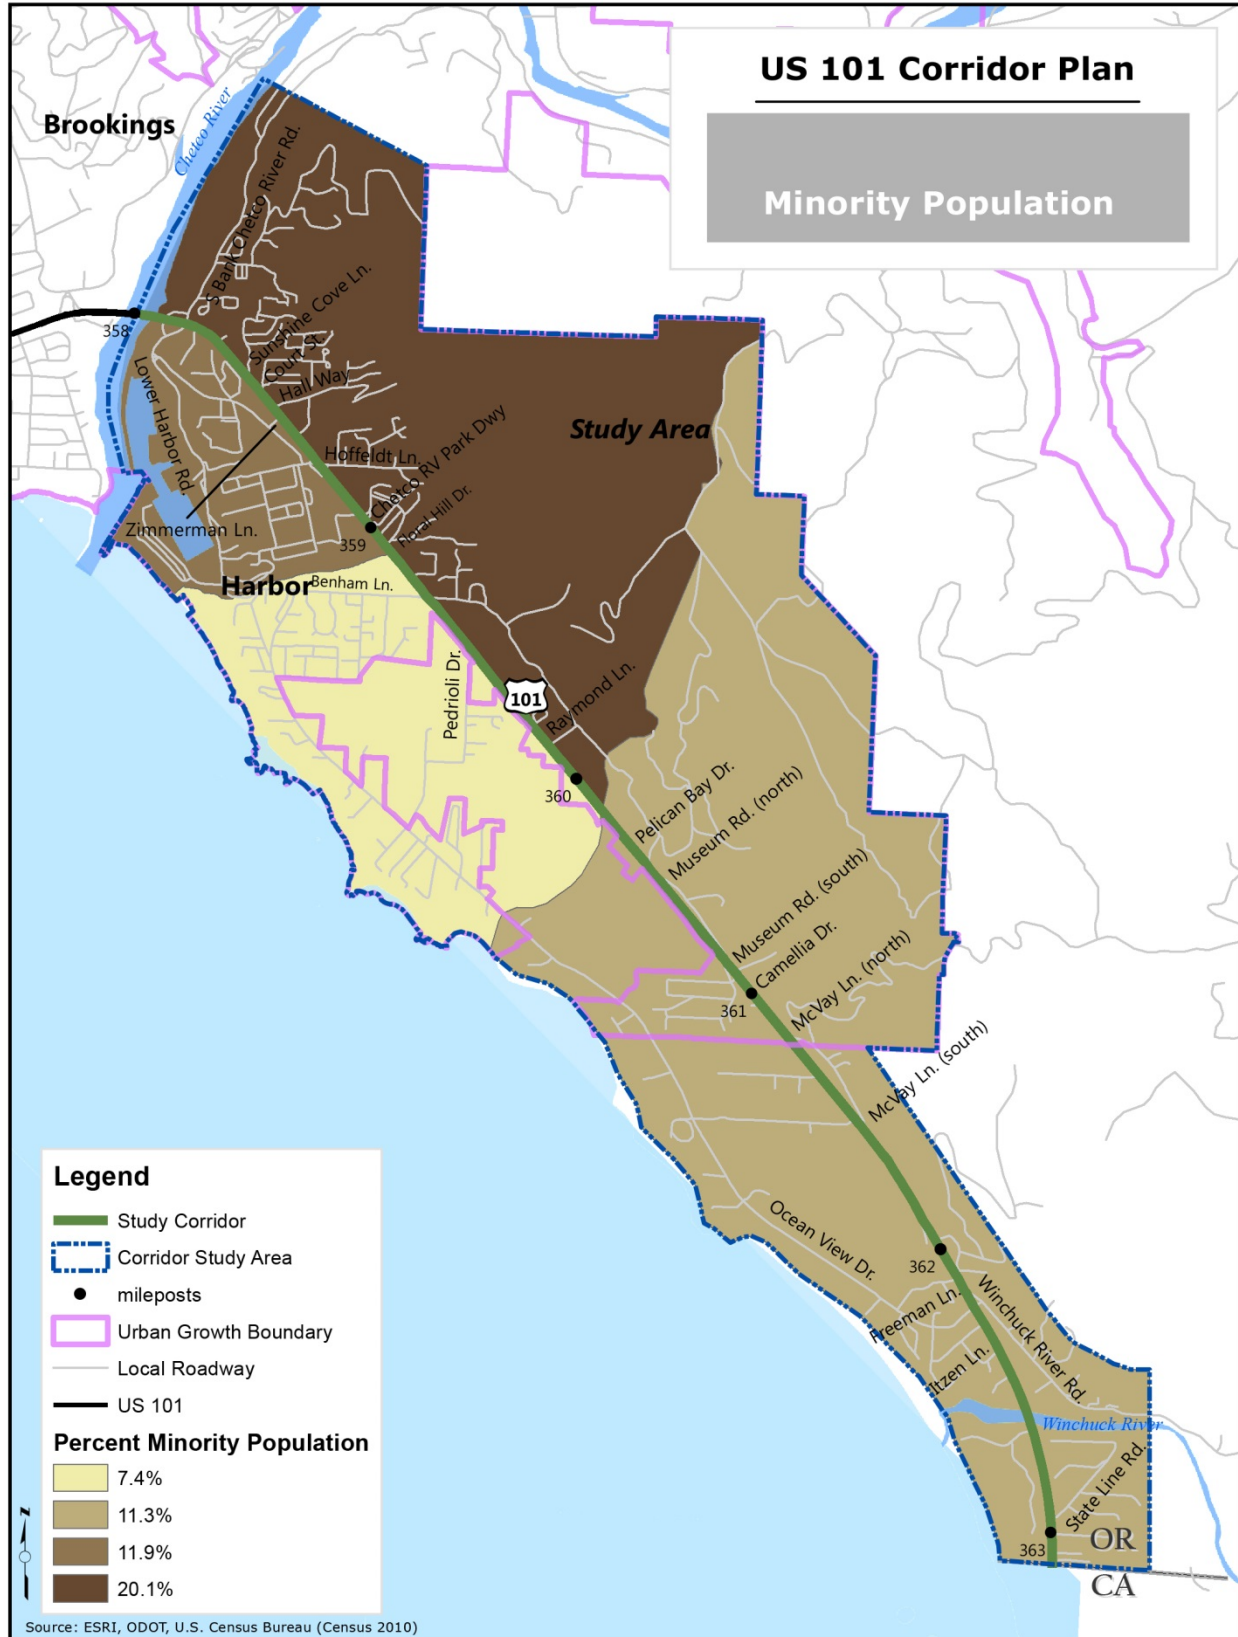 US 101 Corridor Plan
Minority Population
Brookings
Chetco River
S Bank Chetco River Rd.
Sunshine Cove Ln.
Court St.
Hall Way
358
Lower Harbor Rd.
Study Area
Hoffeldt Ln.
Chetco RV Park Dwy
Floral Hill Dr.
Zimmerman Ln.
359
Harbor
Benham Ln.
Pedrioli Dr.
101
Raymond Ln.
360
Pelican Bay Dr.
Museum Rd. (north)
Museum Rd. (south)
Camellia Dr.
361
McVay Ln. (north)
McVay Ln. (south)
Ocean View Dr.
362
Freeman Ln.
Winchuck River Rd.
Itzen Ln.
Winchuck River
State Line Rd.
363
OR
CA
Legend
Study Corridor
Corridor Study Area
mileposts
Urban Growth Boundary
Local Roadway
US 101
Percent Minority Population
7.4%
11.3%
11.9%
20.1%
N
Source: ESRI, ODOT, U.S. Census Bureau (Census 2010)